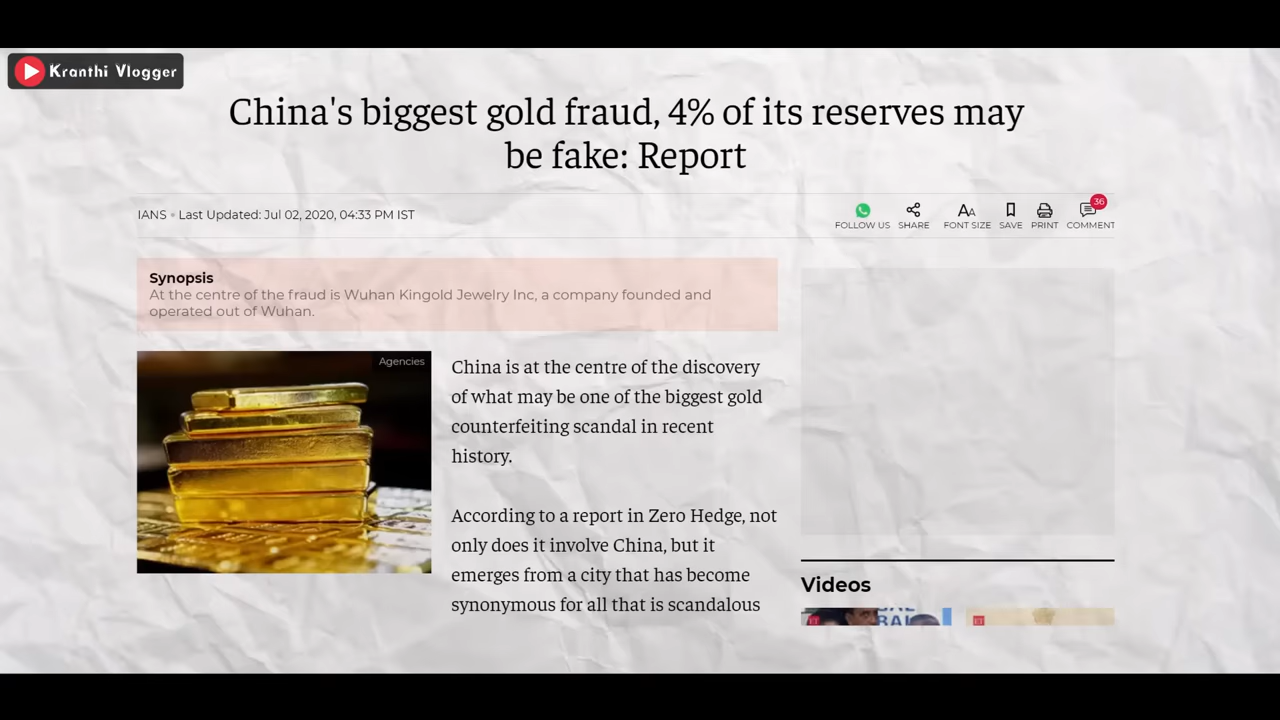 Kranthi Vlogger
China's biggest gold fraud, 4% of its reserves may
be fake: Report
IANS • Last Updated: Jul 02, 2020, 04:33 PM IST
FOLLOW US SHARE FONT SIZE SAVE PRINT COMMENT
36
Synopsis
At the centre of the fraud is Wuhan Kingold Jewelry Inc, a company founded and
operated out of Wuhan.
Agencies
China is at the centre of the discovery
of what may be one of the biggest gold
counterfeiting scandal in recent
history.
According to a report in Zero Hedge, not
only does it involve China, but it
emerges from a city that has become
synonymous for all that is scandalous
Videos
ET
ET